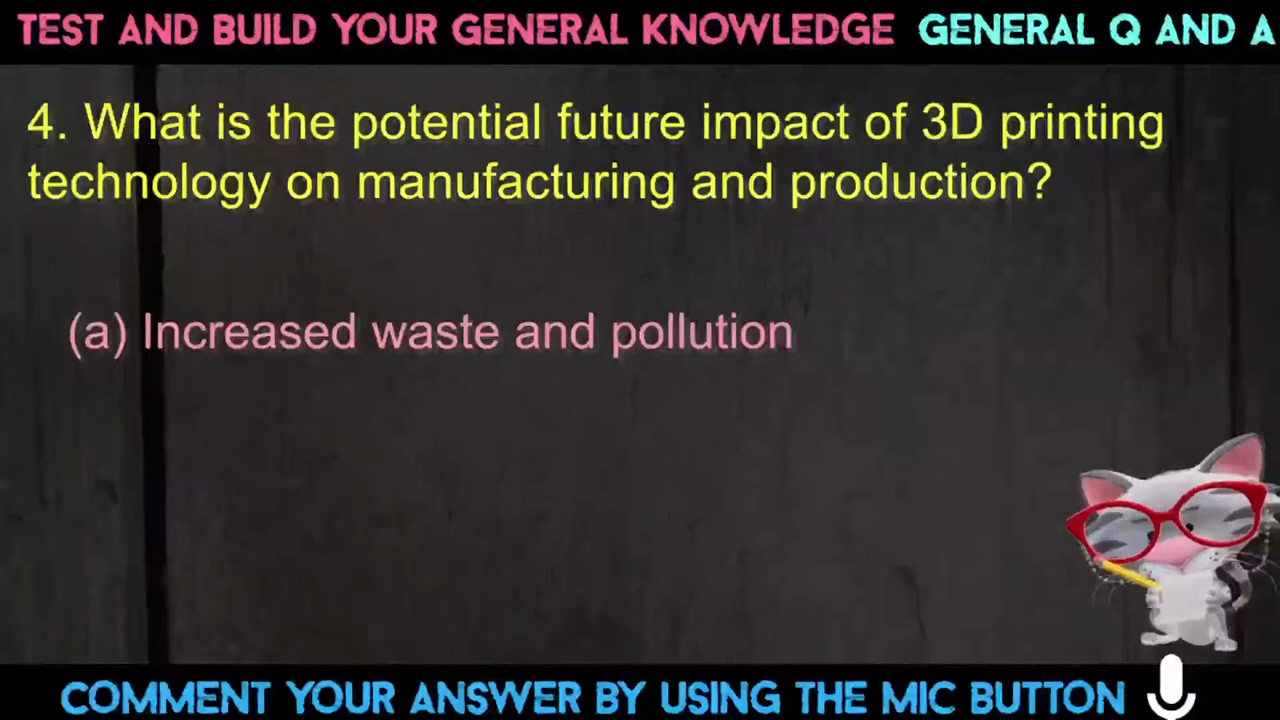 TEST AND BUILD YOUR GENERAL KNOWLEDGE GENERAL Q AND A
4. What is the potential future impact of 3D printing
technology on manufacturing and production?
(a) Increased waste and pollution
COMMENT YOUR ANSWER BY USING THE MIC BUTTON